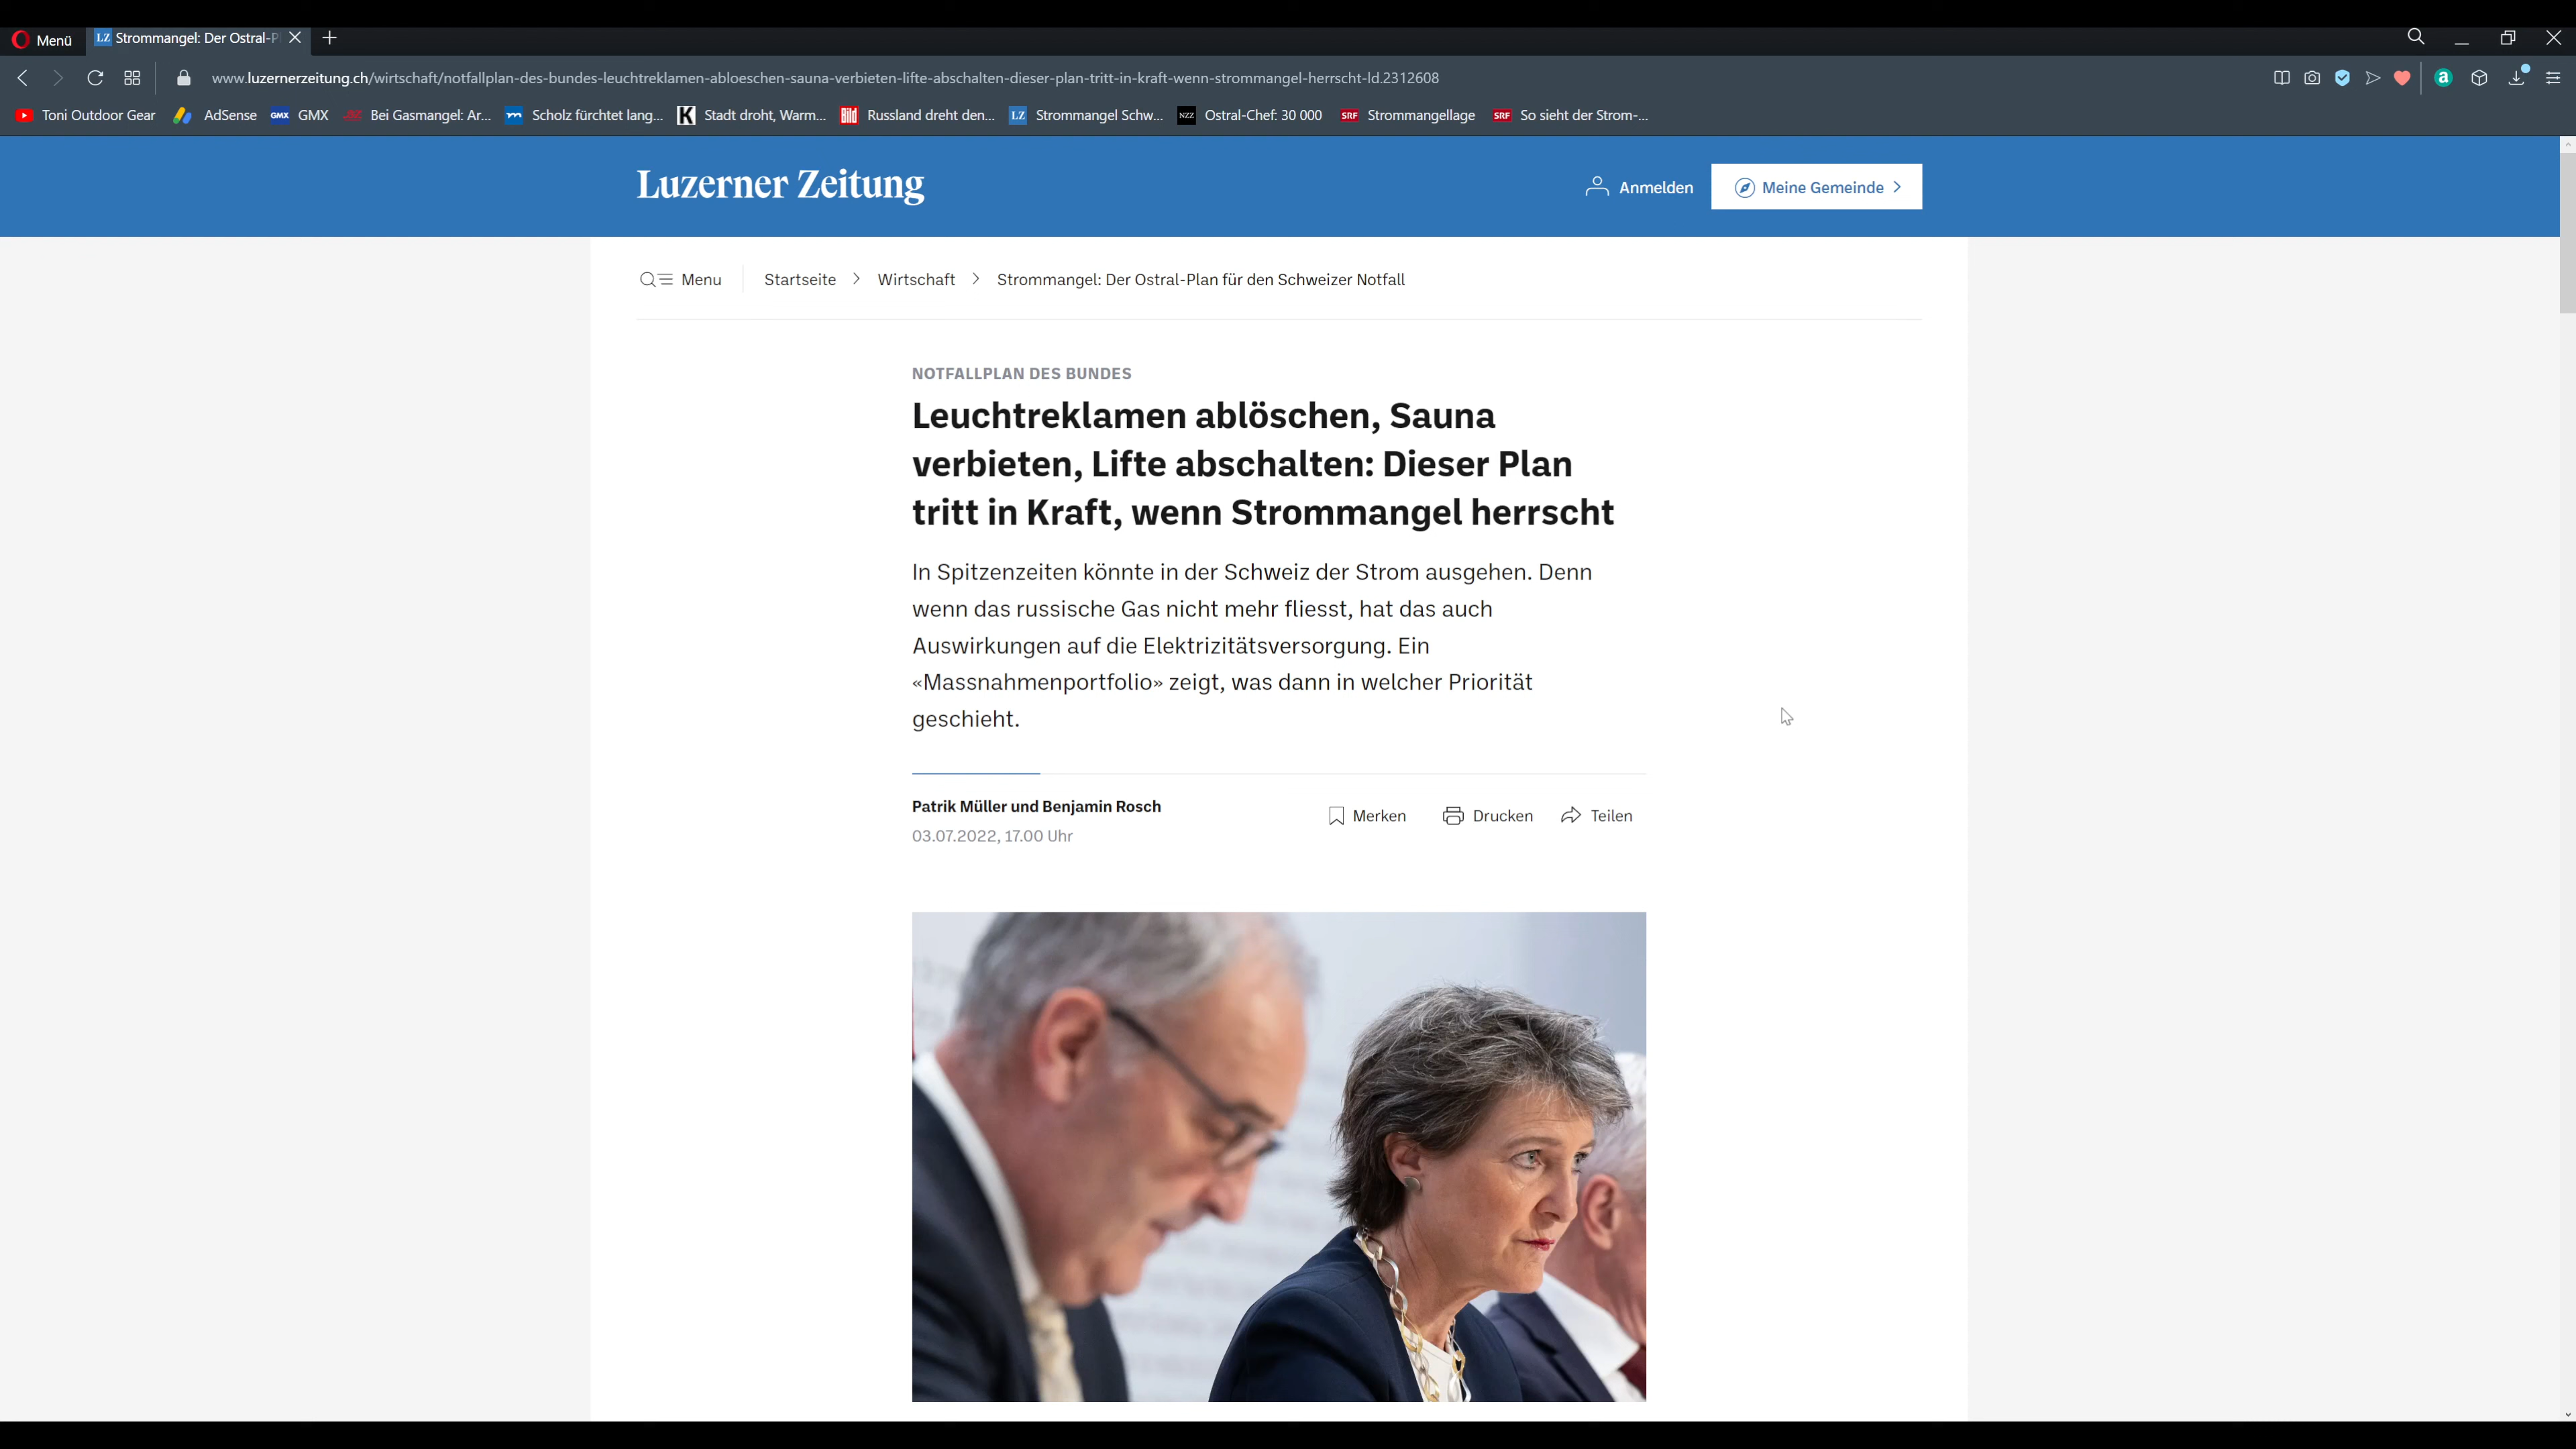 Menü
LZ Strommangel: Der Ostral-P
www.luzernerzeitung.ch/wirtschaft/notfallplan-des-bundes-leuchtreklamen-abloeschen-sauna-verbieten-lifte-abschalten-dieser-plan-tritt-in-kraft-wenn-strommangel-herrscht-ld.2312608
Toni Outdoor Gear AdSense GMX GMX Bei Gasmangel: Ar... Scholz fürchtet lang... K Stadt droht, Warm... Bild Russland dreht den... LZ Strommangel Schw... NZZ Ostral-Chef: 30 000 SRF Strommangellage SRF So sieht der Strom-...
Luzerner Zeitung
Anmelden
Meine Gemeinde
Menu Startseite Wirtschaft Strommangel: Der Ostral-Plan für den Schweizer Notfall
NOTFALLPLAN DES BUNDES
Leuchtreklamen ablöschen, Sauna
verbieten, Lifte abschalten: Dieser Plan
tritt in Kraft, wenn Strommangel herrscht
In Spitzenzeiten könnte in der Schweiz der Strom ausgehen. Denn
wenn das russische Gas nicht mehr fliesst, hat das auch
Auswirkungen auf die Elektrizitätsversorgung. Ein
«Massnahmenportfolio» zeigt, was dann in welcher Priorität
geschieht.
Patrik Müller und Benjamin Rosch
03.07.2022, 17.00 Uhr
Merken Drucken Teilen